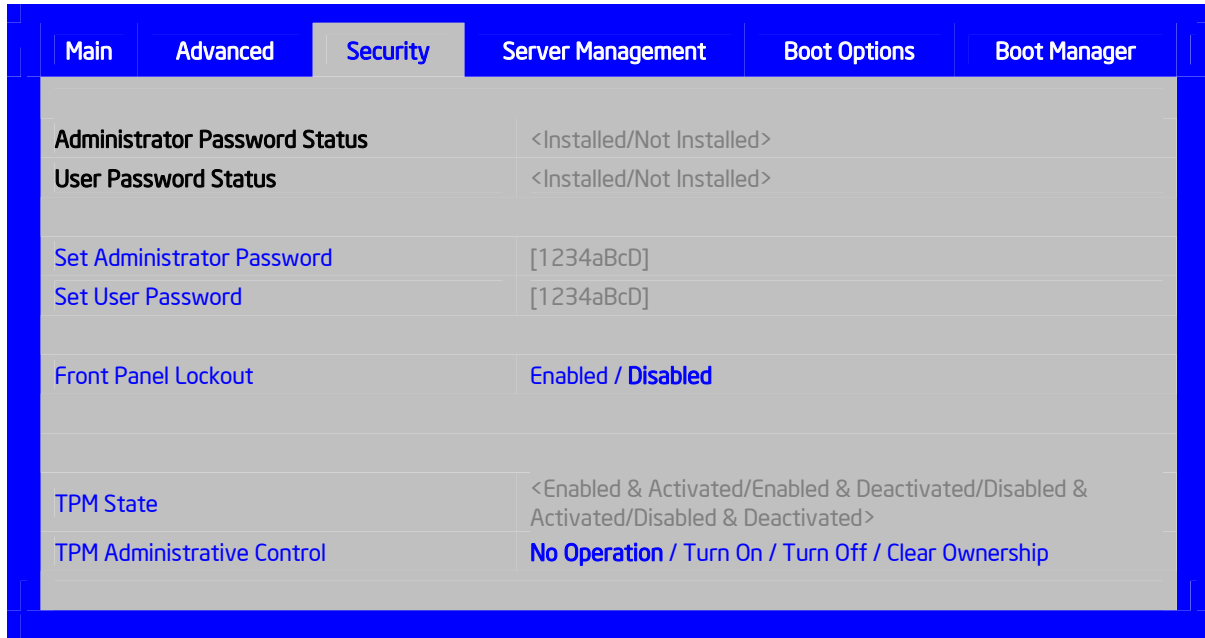 Main Advanced Security Server Management Boot Options Boot Manager
Administrator Password Status <Installed/Not Installed>
User Password Status <Installed/Not Installed>
Set Administrator Password [1234aBcD]
Set User Password [1234aBcD]
Front Panel Lockout Enabled / Disabled
TPM State <Enabled & Activated/Enabled & Deactivated/Disabled &
Activated/Disabled & Deactivated>
TPM Administrative Control No Operation / Turn On / Turn Off / Clear Ownership